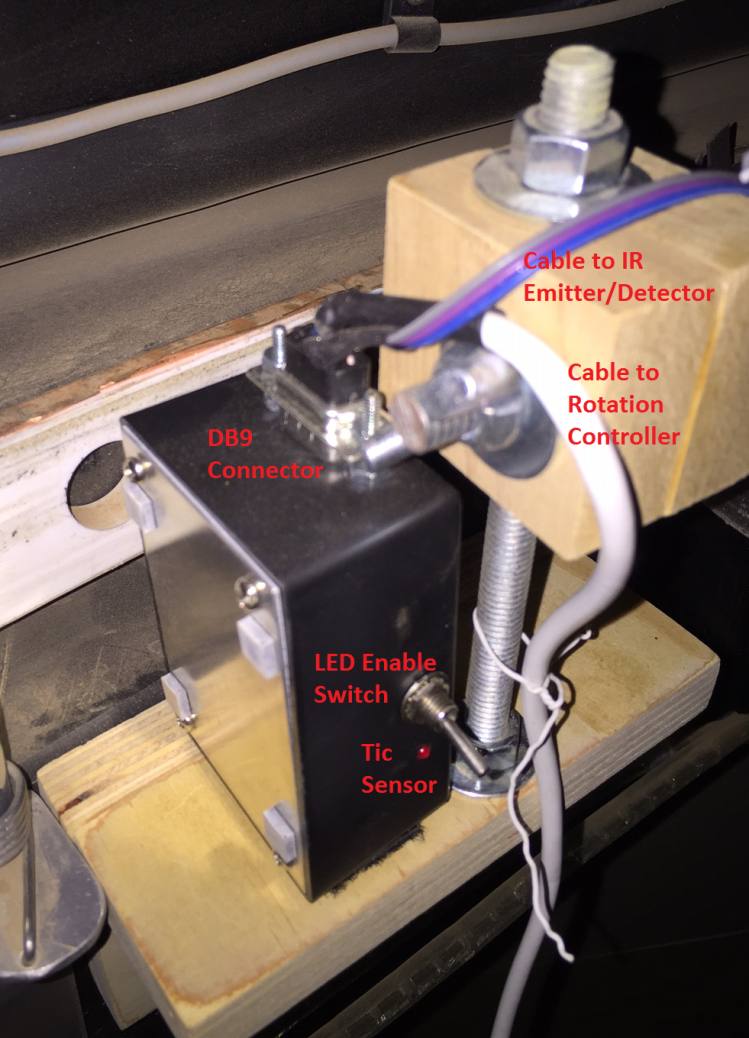 Cable to IR
Emitter/Detector
Cable to
Rotation
Controller
DB9
Connector
LED Enable
Switch
Tic
Sensor